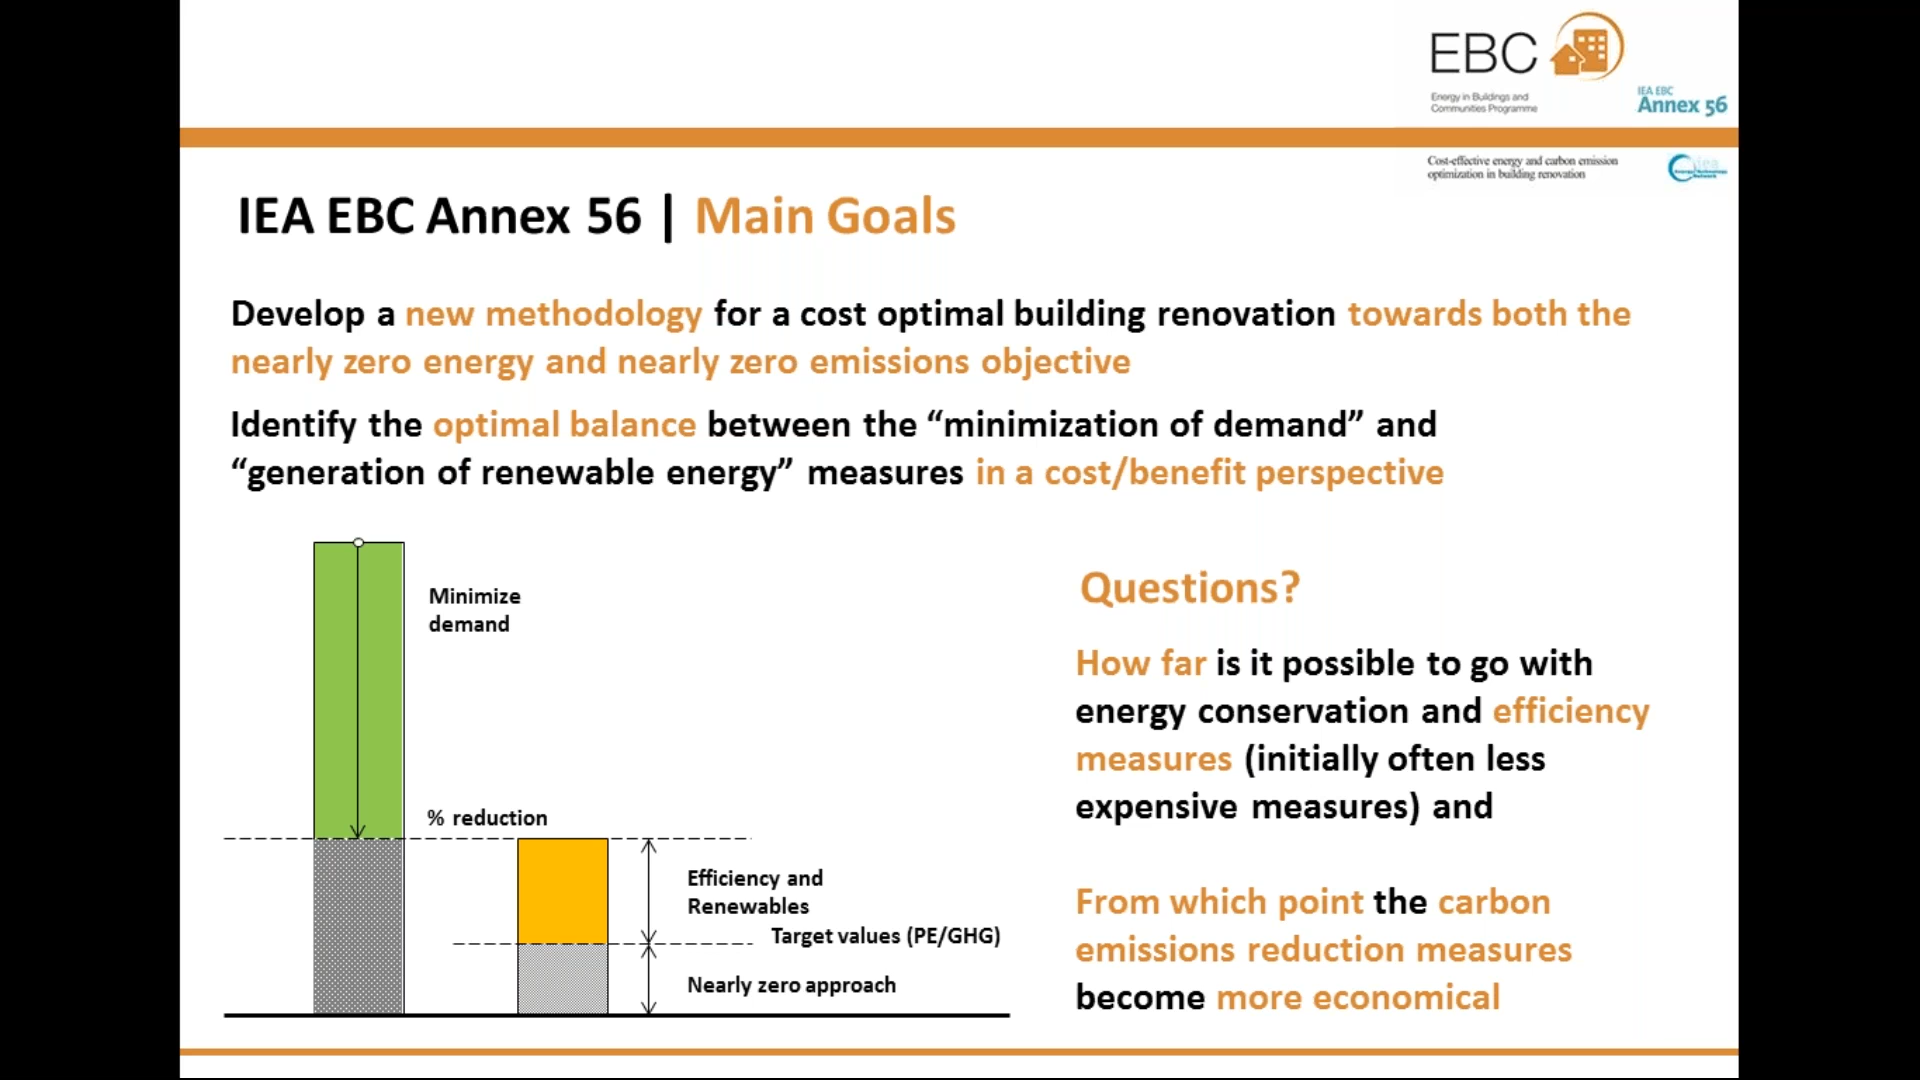 EBC
Energy in Buildings and
Communities Programme
IEA EBC
Annex 56
Cost-effective energy and carbon emission
optimization in building renovation
IEA EBC Annex 56 | Main Goals
Develop a new methodology for a cost optimal building renovation towards both the
nearly zero energy and nearly zero emissions objective
Identify the optimal balance between the “minimization of demand” and
“generation of renewable energy” measures in a cost/benefit perspective
Minimize
demand
% reduction
Efficiency and
Renewables
Target values (PE/GHG)
Nearly zero approach
Questions?
How far is it possible to go with
energy conservation and efficiency
measures (initially often less
expensive measures) and
From which point the carbon
emissions reduction measures
become more economical